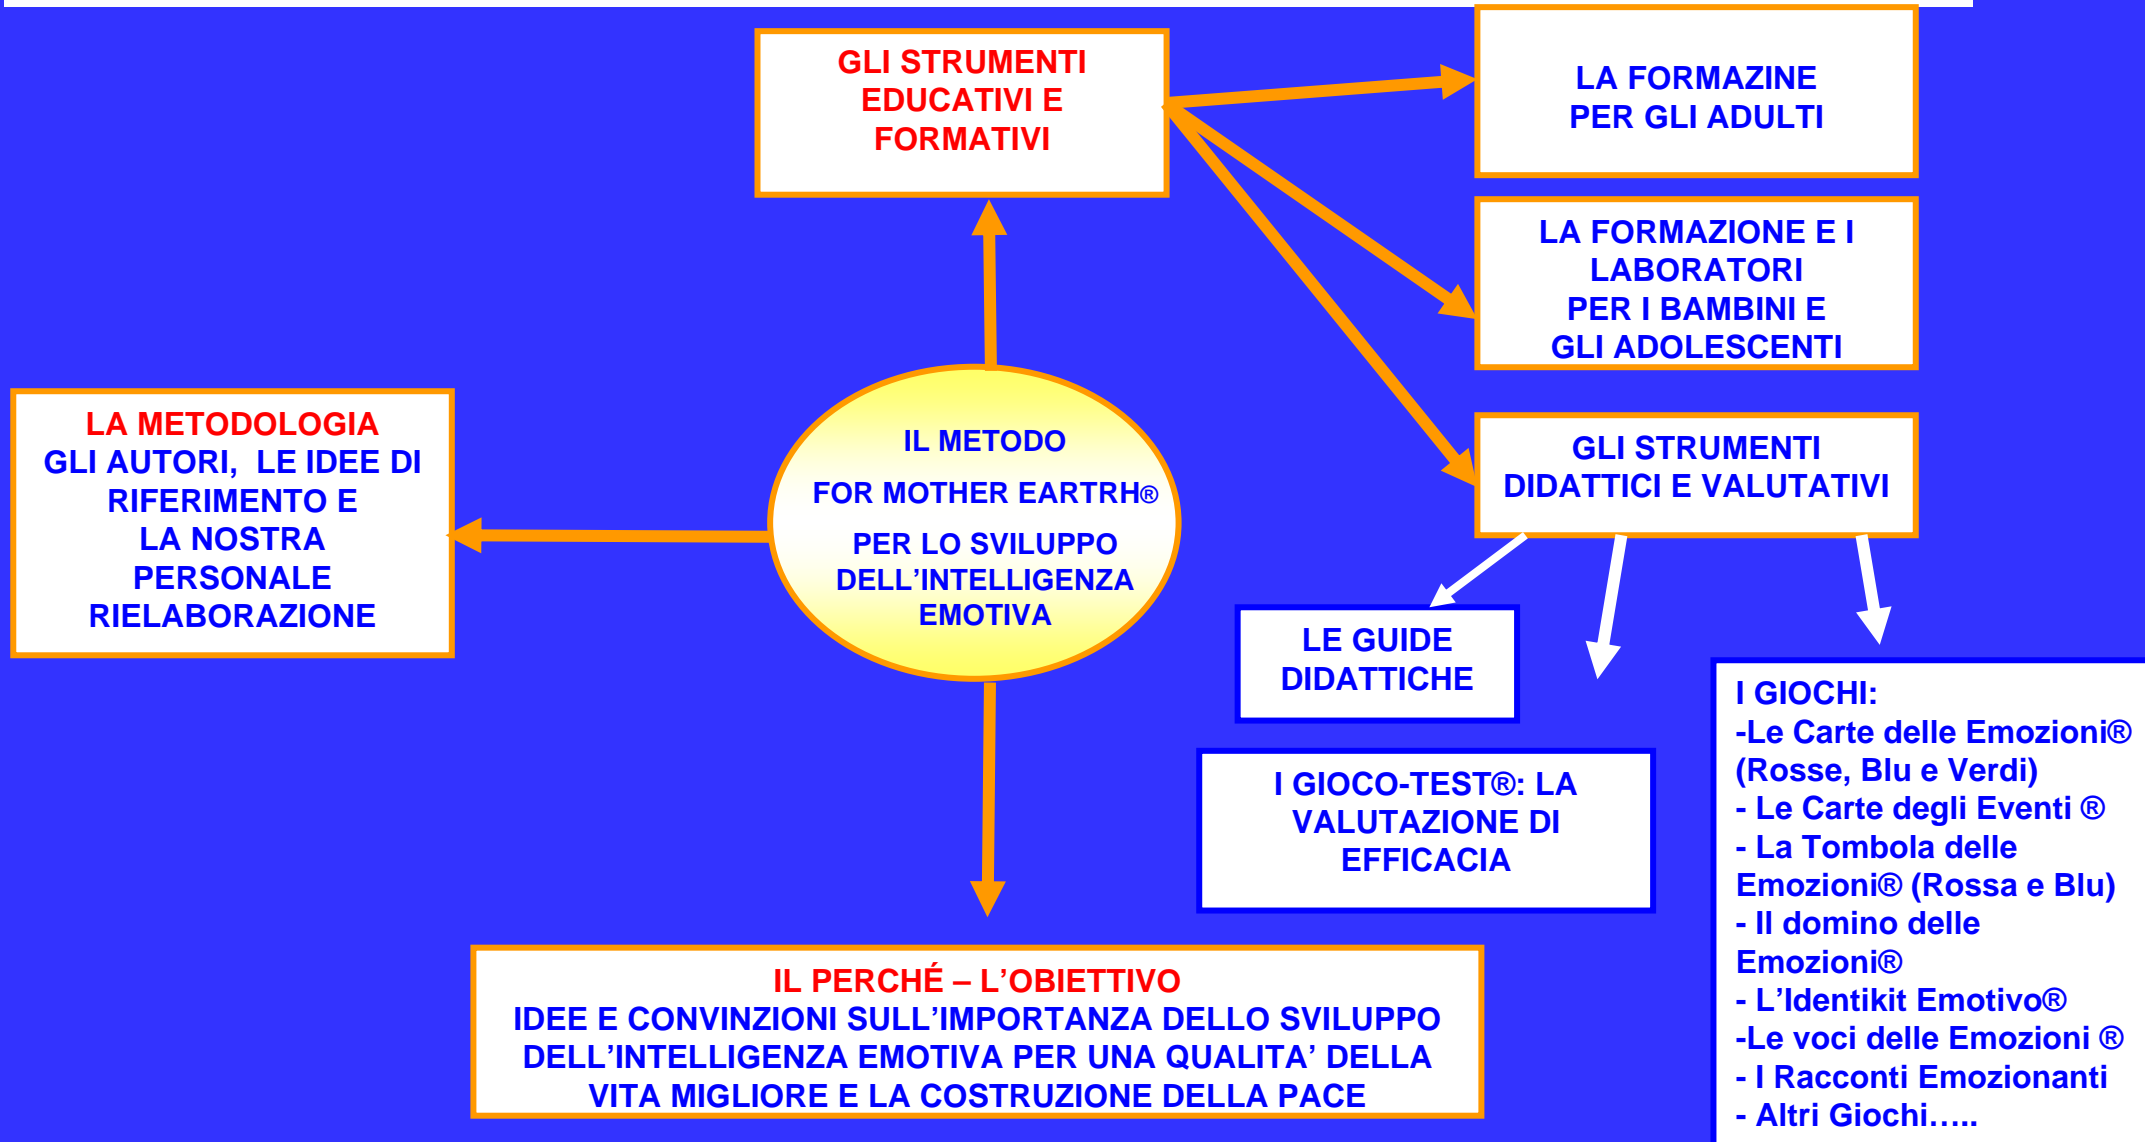 GLI STRUMENTI
EDUCATIVI E
FORMATIVI
LA FORMAZINE
PER GLI ADULTI
LA FORMAZIONE E I
LABORATORI
PER I BAMBINI E
GLI ADOLESCENTI
LA METODOLOGIA
GLI AUTORI, LE IDEE DI
RIFERIMENTO E
LA NOSTRA
PERSONALE
RIELABORAZIONE
IL METODO
FOR MOTHER EARTRH®
PER LO SVILUPPO
DELL’INTELLIGENZA
EMOTIVA
GLI STRUMENTI
DIDATTICI E VALUTATIVI
LE GUIDE
DIDATTICHE
I GIOCO-TEST®: LA
VALUTAZIONE DI
EFFICACIA
I GIOCHI:
-Le Carte delle Emozioni®
(Rosse, Blu e Verdi)
- Le Carte degli Eventi ®
- La Tombola delle
Emozioni® (Rossa e Blu)
- Il domino delle
Emozioni®
- L’Identikit Emotivo®
-Le voci delle Emozioni ®
- I Racconti Emozionanti
- Altri Giochi…..
IL PERCHÉ – L’OBIETTIVO
IDEE E CONVINZIONI SULL’IMPORTANZA DELLO SVILUPPO
DELL’INTELLIGENZA EMOTIVA PER UNA QUALITA’ DELLA
VITA MIGLIORE E LA COSTRUZIONE DELLA PACE